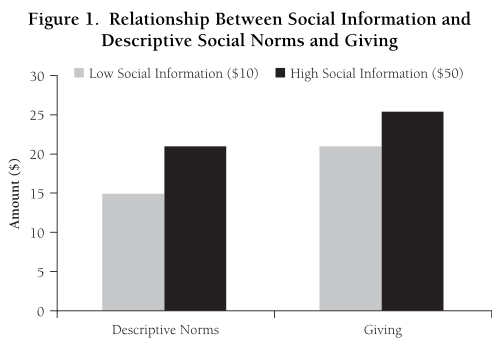 Figure 1. Relationship Between Social Information and
Descriptive Social Norms and Giving
Low Social Information ($10) High Social Information ($50)
30
25
20
15
10
5
0
Amount ($)
Descriptive Norms Giving